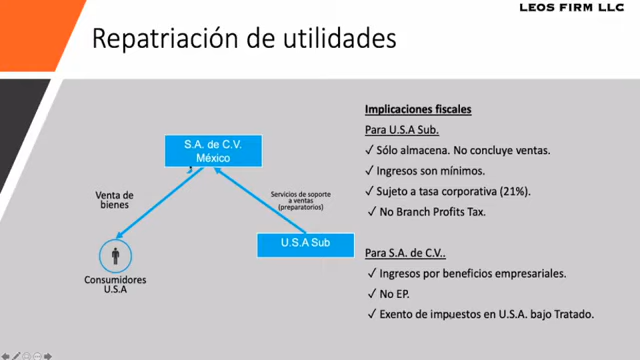 LEOS FIRM LLC
Repatriación de utilidades
S.A. de C.V.
México
Venta de
bienes
Servicios de soporte
a ventas
(preparatorios)
U.S.A Sub
Consumidores
U.S.A
Implicaciones fiscales
Para U.S.A Sub.
✓ Sólo almacena. No concluye ventas.
✓ Ingresos son mínimos.
✓ Sujeto a tasa corporativa (21%).
✓ No Branch Profits Tax.
Para S.A. de C.V..
✓ Ingresos por beneficios empresariales.
✓ No EP.
✓ Exento de impuestos en U.S.A. bajo Tratado.